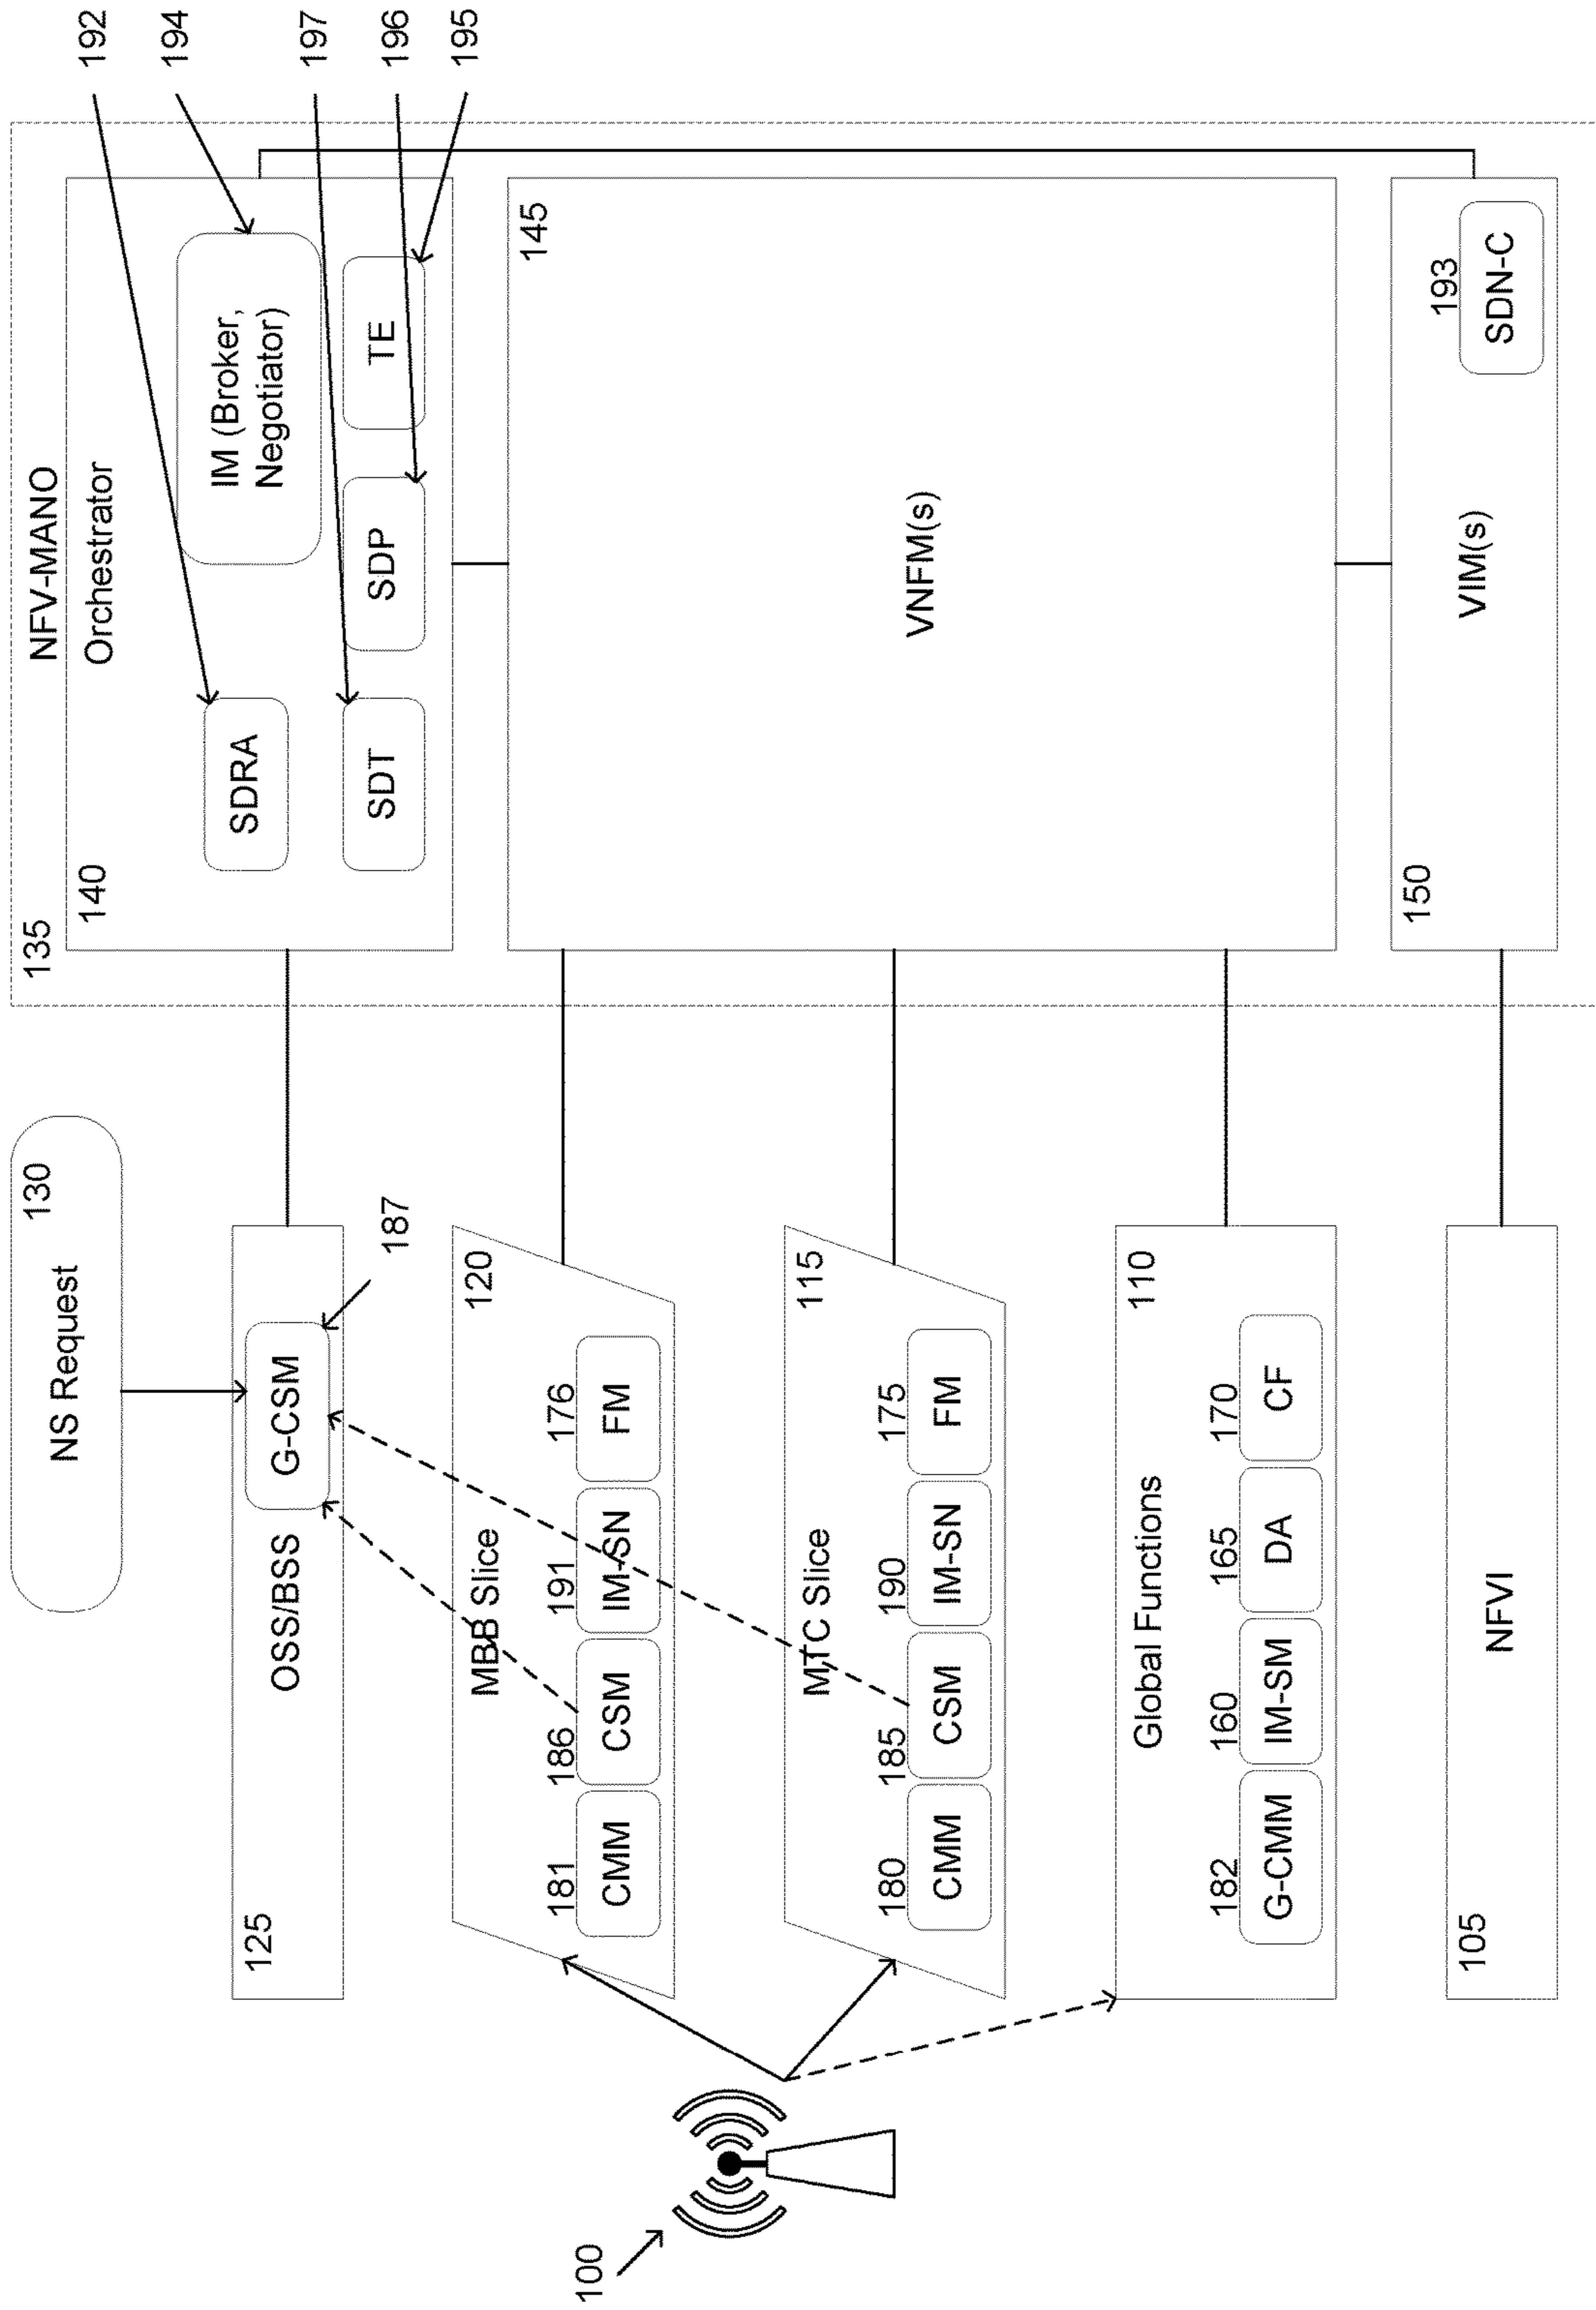 NS Request
130
125
OSS/BSS
G-CSM
187
MBB Slice
120
181
186
191
176
CMM
CSM
IM-SN
FM
MTC Slice
115
180
185
190
175
CMM
CSM
IM-SN
FM
Global Functions
110
182
160
165
170
G-CMM
IM-SM
DA
CF
105
NFVI
100
135
NFV-MANO
140
Orchestrator
SDRA
IM (Broker,
Negotiator)
SDT
SDP
TE
192
194
197
196
195
145
VNFM(s)
150
VIM(s)
193
SDN-C